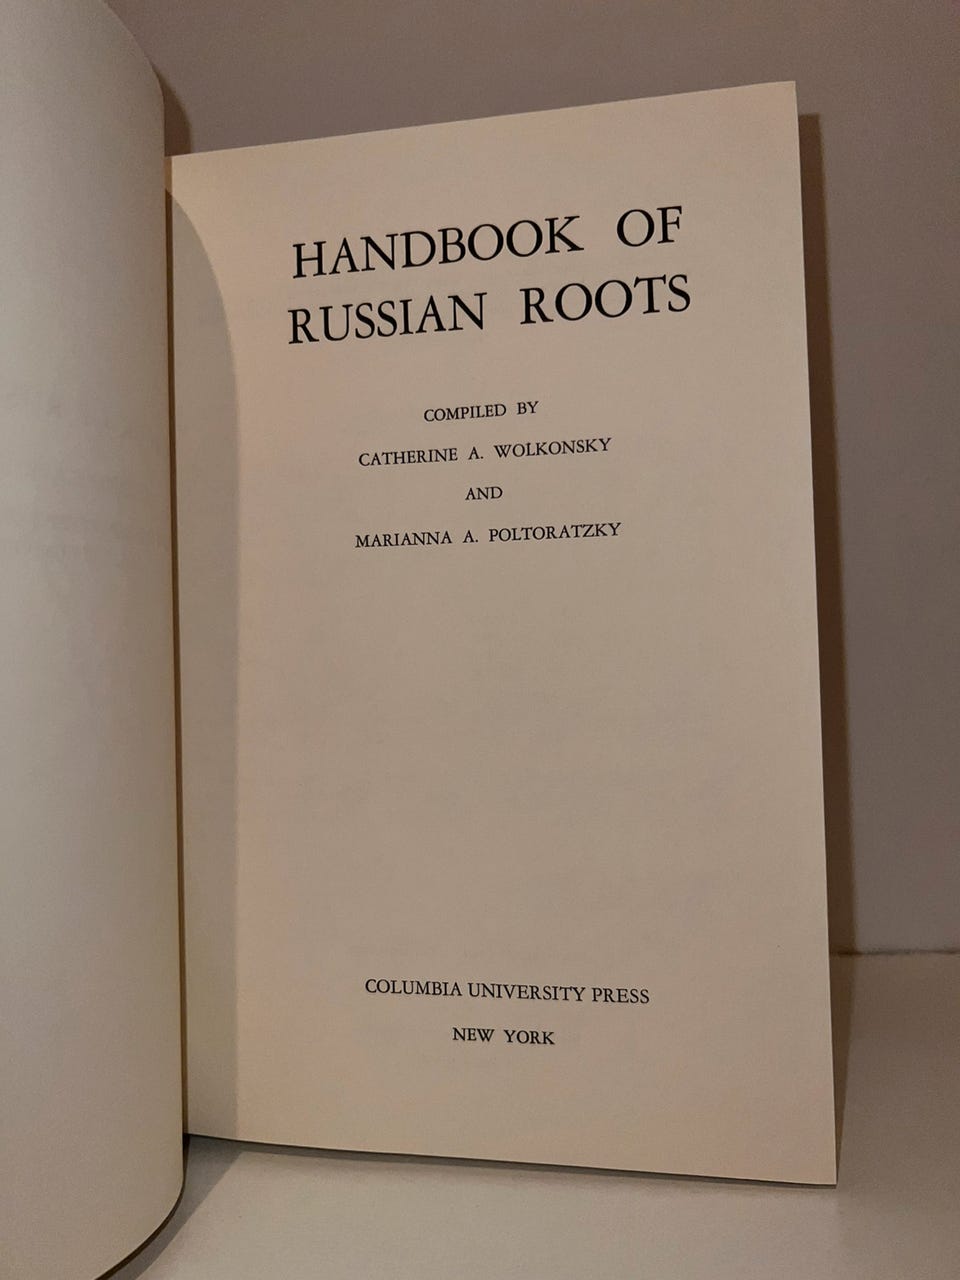 HANDBOOK OF
RUSSIAN ROOTS
COMPILED BY
CATHERINE A. WOLKONSKY
AND
MARIANNA A. POLTORATZKY
COLUMBIA UNIVERSITY PRESS
NEW YORK